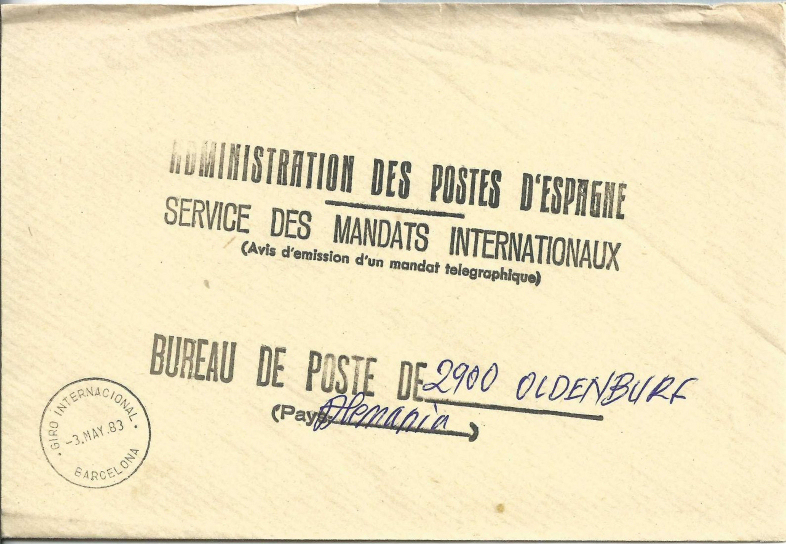 ADMINISTRATION DES POSTES D'ESPAGNE
SERVICE DES MANDATS INTERNATIONAUX
(Avis d'emission d'un mandat telegraphique)
BUREAU DE POSTE DE 2900 OLDENBURF
(Pays Alemania)
GIRO INTERNACIONAL
-3.MAY.83
BARCELONA